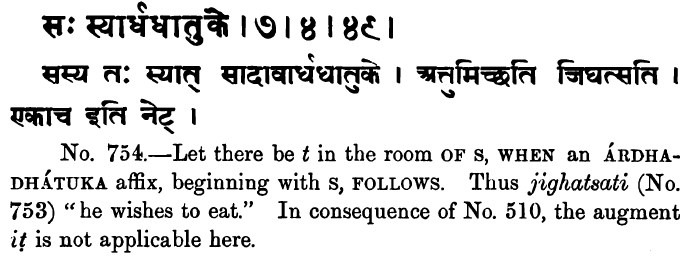 सः स्यार्धधातुके । ७ । ४ । ४९ ।
सस्य तः स्यात् सादावार्धधातुके । अत्तुमिच्छति जिघत्सति ।
एकाच इति नेट् ।
No. 754.—Let there be t in the room OF S, WHEN an ÁRDHA-
DHÁTUKA affix, beginning with S, FOLLOWS. Thus jighatsati (No.
753) “he wishes to eat.” In consequence of No. 510, the augment
iṭ is not applicable here.